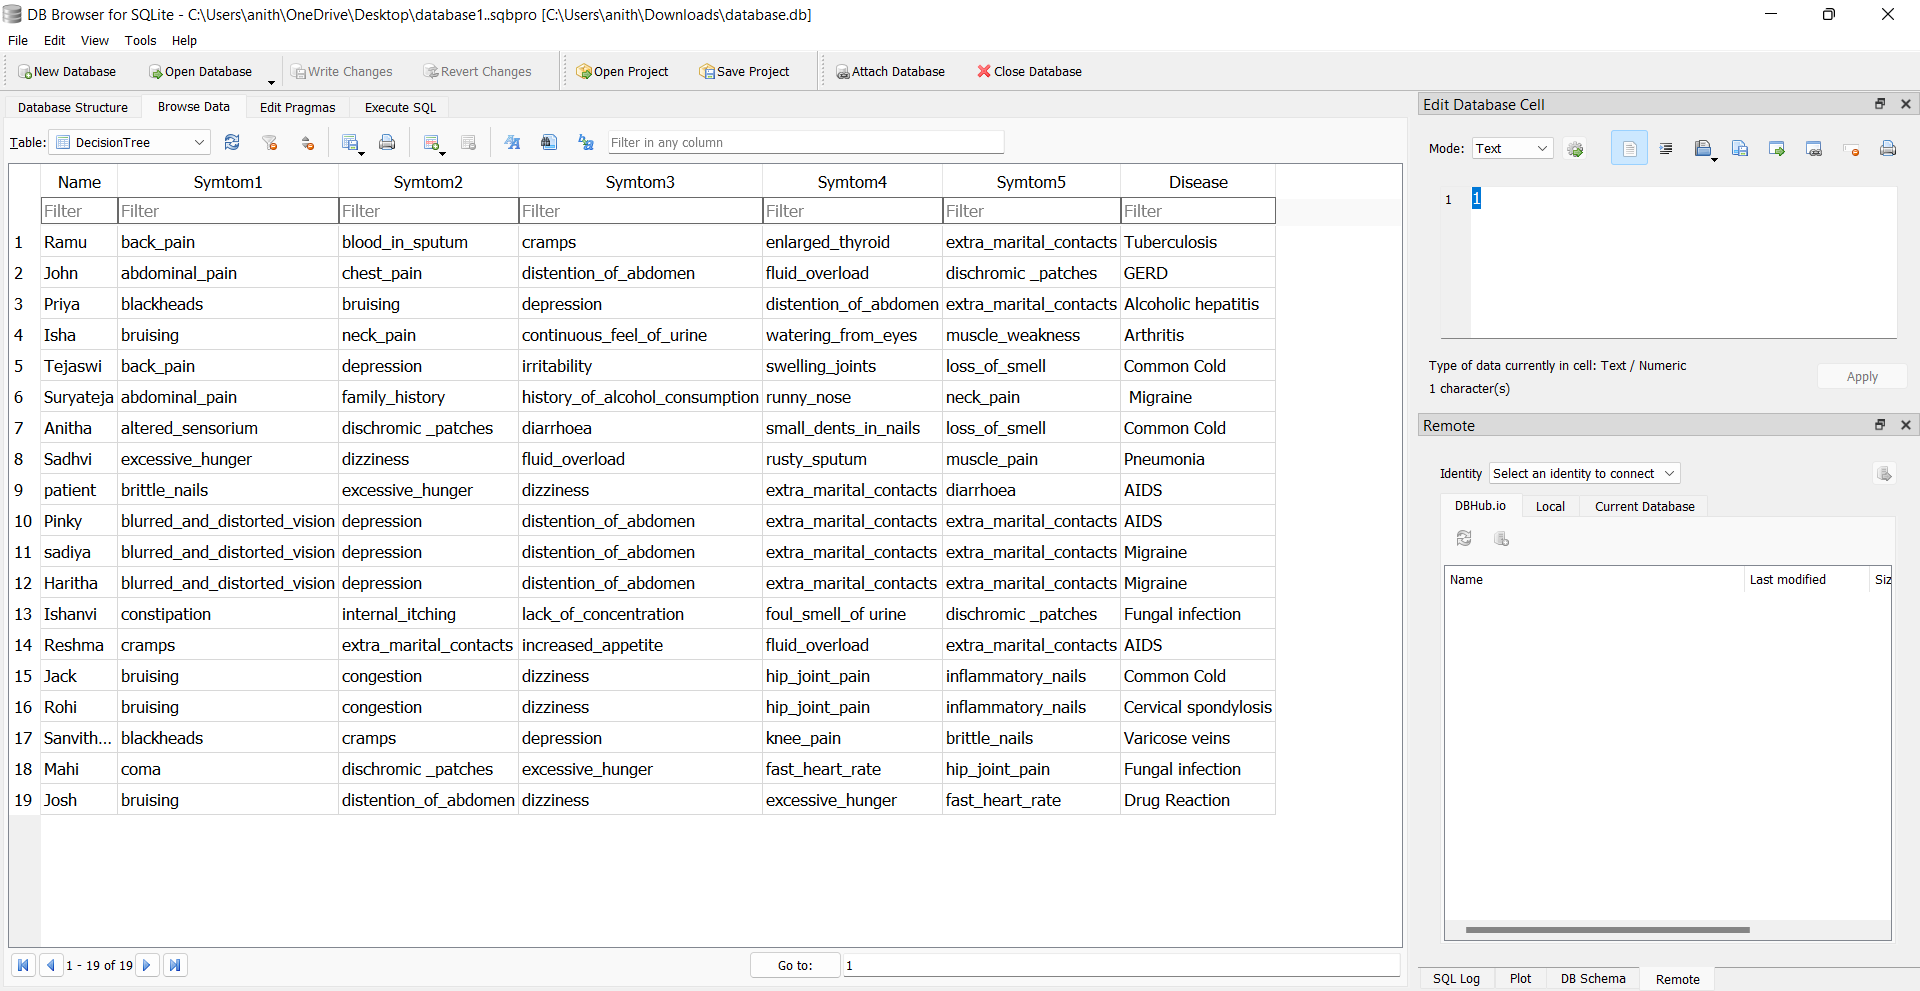 DB Browser for SQLite - C:\Users\anith\OneDrive\Desktop\database1..sqbpro [C:\Users\anith\Downloads\database.db]
File Edit View Tools Help
New Database Open Database Write Changes Revert Changes Open Project Save Project Attach Database Close Database
Database Structure Browse Data Edit Pragmas Execute SQL
Table: DecisionTree Filter in any column
Name Symtom1 Symtom2 Symtom3 Symtom4 Symtom5 Disease
Filter Filter Filter Filter Filter Filter Filter
1 Ramu back_pain blood_in_sputum cramps enlarged_thyroid extra_marital_contacts Tuberculosis
2 John abdominal_pain chest_pain distention_of_abdomen fluid_overload dischromic _patches GERD
3 Priya blackheads bruising depression distention_of_abdomen extra_marital_contacts Alcoholic hepatitis
4 Isha bruising neck_pain continuous_feel_of_urine watering_from_eyes muscle_weakness Arthritis
5 Tejaswi back_pain depression irritability swelling_joints loss_of_smell Common Cold
6 Suryateja abdominal_pain family_history history_of_alcohol_consumption runny_nose neck_pain Migraine
7 Anitha altered_sensorium dischromic _patches diarrhoea small_dents_in_nails loss_of_smell Common Cold
8 Sadhvi excessive_hunger dizziness fluid_overload rusty_sputum muscle_pain Pneumonia
9 patient brittle_nails excessive_hunger dizziness extra_marital_contacts diarrhoea AIDS
10 Pinky blurred_and_distorted_vision depression distention_of_abdomen extra_marital_contacts extra_marital_contacts AIDS
11 sadiya blurred_and_distorted_vision depression distention_of_abdomen extra_marital_contacts extra_marital_contacts Migraine
12 Haritha blurred_and_distorted_vision depression distention_of_abdomen extra_marital_contacts extra_marital_contacts Migraine
13 Ishanvi constipation internal_itching lack_of_concentration foul_smell_of urine dischromic _patches Fungal infection
14 Reshma cramps extra_marital_contacts increased_appetite fluid_overload extra_marital_contacts AIDS
15 Jack bruising congestion dizziness hip_joint_pain inflammatory_nails Common Cold
16 Rohi bruising congestion dizziness hip_joint_pain inflammatory_nails Cervical spondylosis
17 Sanvith... blackheads cramps depression knee_pain brittle_nails Varicose veins
18 Mahi coma dischromic _patches excessive_hunger fast_heart_rate hip_joint_pain Fungal infection
19 Josh bruising distention_of_abdomen dizziness excessive_hunger fast_heart_rate Drug Reaction
1 - 19 of 19 Go to: 1
Edit Database Cell
Mode: Text
1 1
Type of data currently in cell: Text / Numeric
1 character(s)
Apply
Remote
Identity Select an identity to connect
DBHub.io Local Current Database
Name Last modified Siz
SQL Log Plot DB Schema Remote